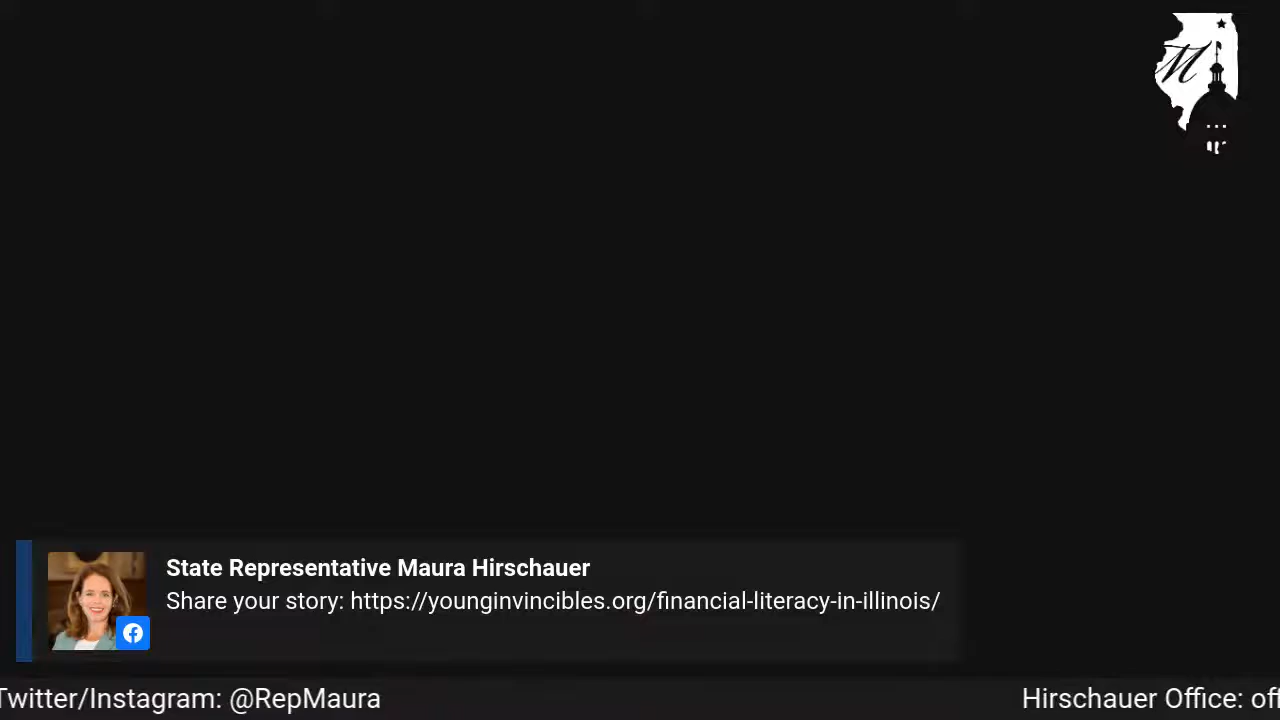 M
State Representative Maura Hirschauer
Share your story: https://younginvincibles.org/financial-literacy-in-illinois/
Twitter/Instagram: @RepMaura
Hirschauer Office: